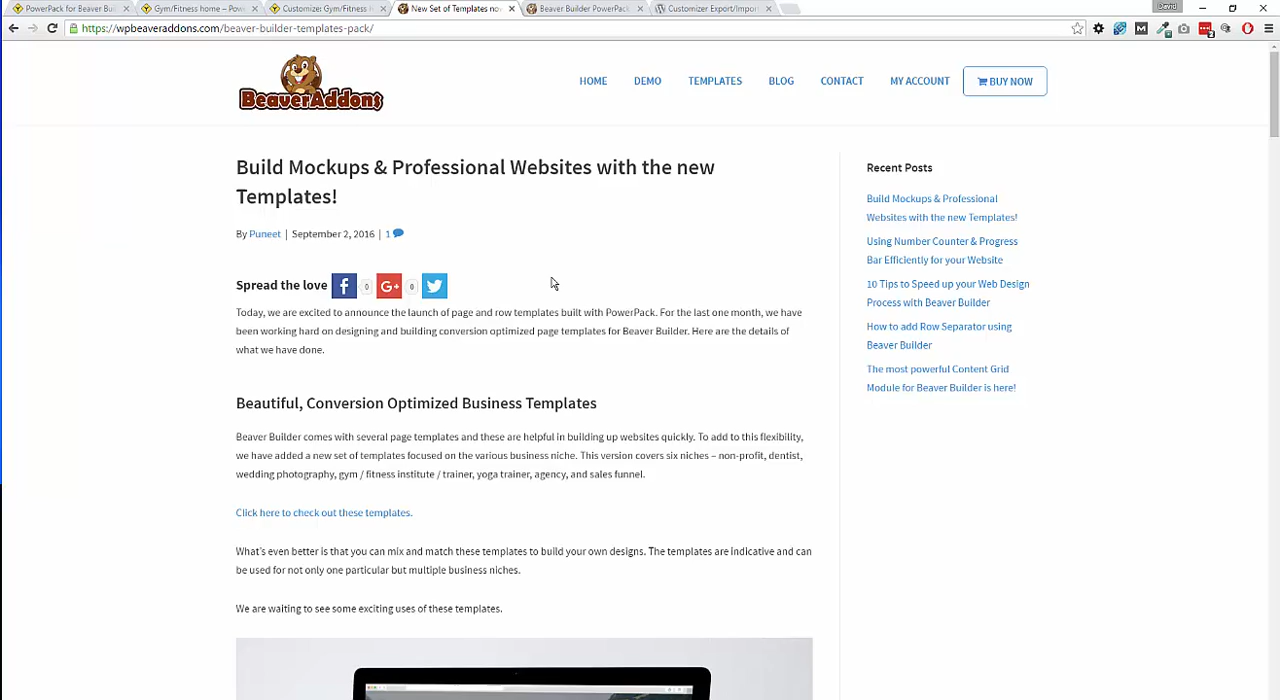 PowerPack for Beaver Bui
Gym/Fitness home – Pow
Customize: Gym/Fitness
New Set of Templates no
Beaver Builder PowerPack
Customizer Export/Impor
David
https://wpbeaveraddons.com/beaver-builder-templates-pack/
BeaverAddons
HOME DEMO TEMPLATES BLOG CONTACT MY ACCOUNT BUY NOW
Build Mockups & Professional Websites with the new
Templates!
By Puneet | September 2, 2016 | 1
Spread the love f 0 G+ 0
Today, we are excited to announce the launch of page and row templates built with PowerPack. For the last one month, we have
been working hard on designing and building conversion optimized page templates for Beaver Builder. Here are the details of
what we have done.
Beautiful, Conversion Optimized Business Templates
Beaver Builder comes with several page templates and these are helpful in building up websites quickly. To add to this flexibility,
we have added a new set of templates focused on the various business niche. This version covers six niches – non-profit, dentist,
wedding photography, gym / fitness institute / trainer, yoga trainer, agency, and sales funnel.
Click here to check out these templates.
What's even better is that you can mix and match these templates to build your own designs. The templates are indicative and can
be used for not only one particular but multiple business niches.
We are waiting to see some exciting uses of these templates.
Recent Posts
Build Mockups & Professional
Websites with the new Templates!
Using Number Counter & Progress
Bar Efficiently for your Website
10 Tips to Speed up your Web Design
Process with Beaver Builder
How to add Row Separator using
Beaver Builder
The most powerful Content Grid
Module for Beaver Builder is here!